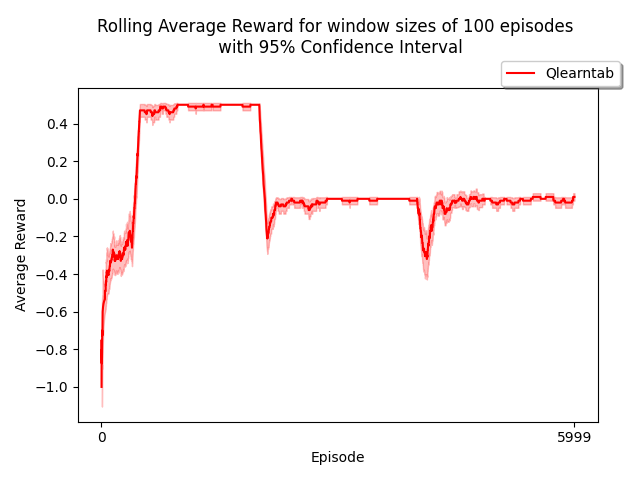 Rolling Average Reward for window sizes of 100 episodes
with 95% Confidence Interval
Qlearntab
0.4
0.2
0.0
−0.2
−0.4
−0.6
−0.8
−1.0
Average Reward
0
5999
Episode